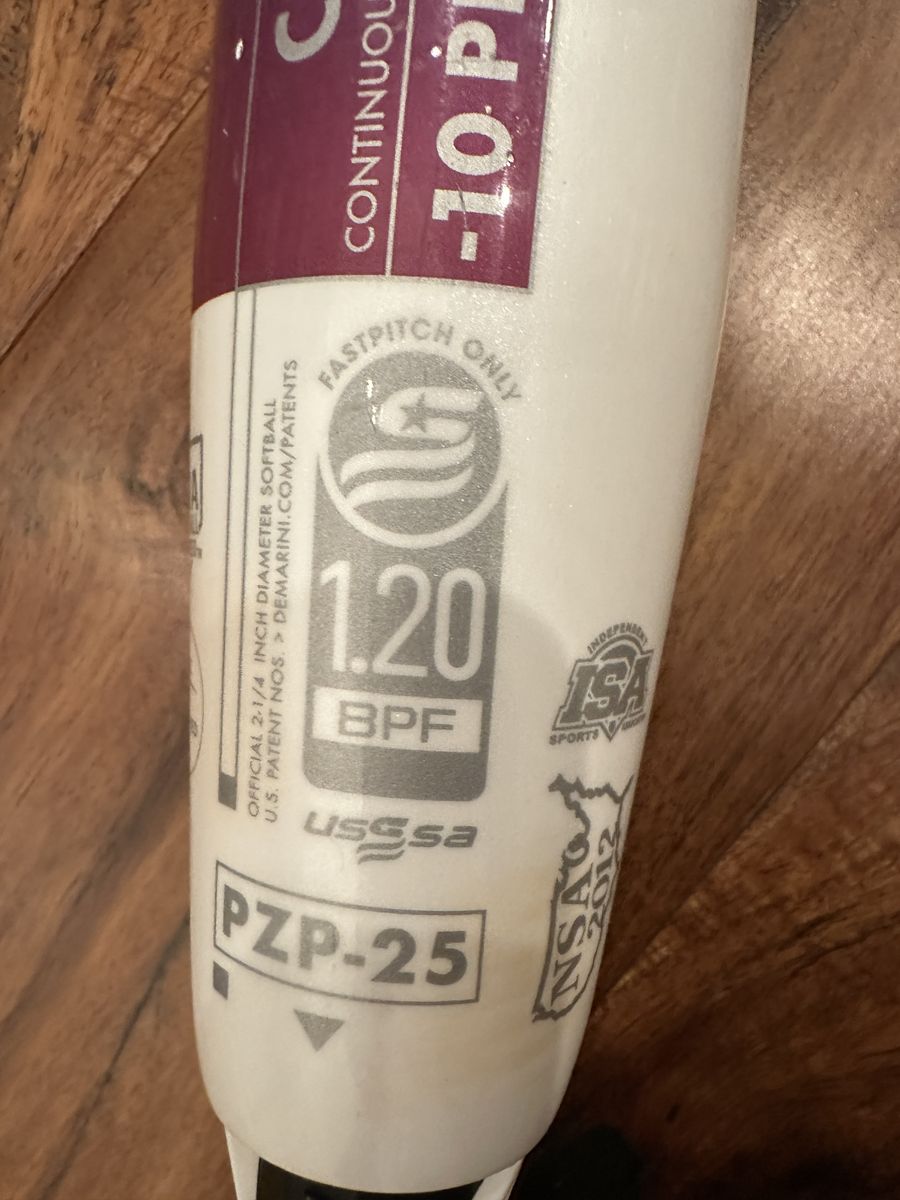 CONTINUOU
-10 P
OFFICIAL 2-1/4 INCH DIAMETER SOFTBALL
U.S. PATENT NOS. > DEMARINI.COM/PATENTS
FASTPITCH ONLY
1.20
BPF
usssa
INDEPENDENT
ISA
SPORTS
NSA
2012
PZP-25